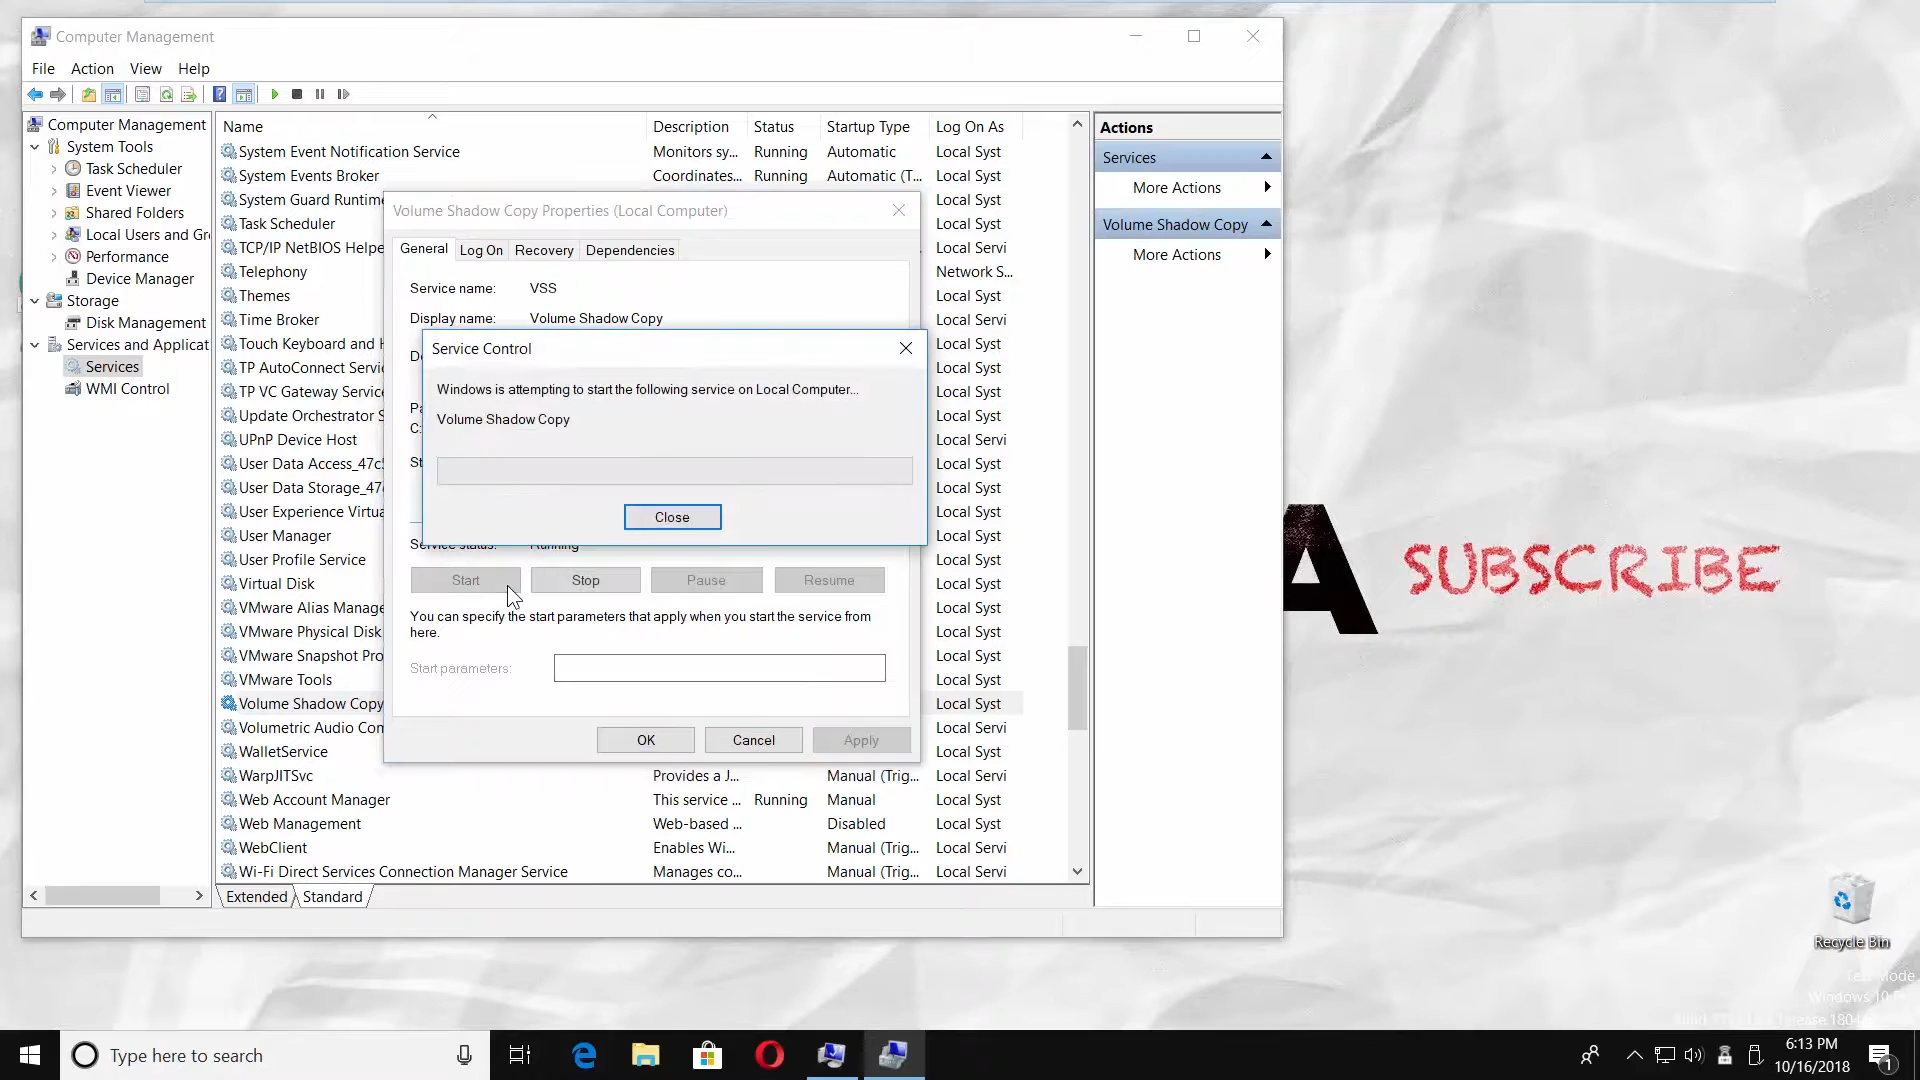 Computer Management
File Action View Help
Computer Management
System Tools
Task Scheduler
Event Viewer
Shared Folders
Local Users and Gr
Performance
Device Manager
Storage
Disk Management
Services and Applicat
Services
WMI Control
Name Description Status Startup Type Log On As
System Event Notification Service Monitors sy... Running Automatic Local Syst
System Events Broker Coordinates... Running Automatic (T... Local Syst
System Guard Runtime Local Syst
Task Scheduler Local Syst
TCP/IP NetBIOS Helpe Local Servi
Telephony Network S...
Themes Local Syst
Time Broker Local Servi
Touch Keyboard and H Local Syst
TP AutoConnect Servi Local Syst
TP VC Gateway Service Local Syst
Update Orchestrator S Local Syst
UPnP Device Host Local Servi
User Data Access_47c Local Syst
User Data Storage_47 Local Syst
User Experience Virtua Local Syst
User Manager Local Syst
User Profile Service Local Syst
Virtual Disk Local Syst
VMware Alias Manage Local Syst
VMware Physical Disk Local Syst
VMware Snapshot Pro Local Syst
VMware Tools Local Syst
Volume Shadow Copy Local Syst
Volumetric Audio Com Local Servi
WalletService Local Syst
WarpJITSvc Provides a J... Manual (Trig... Local Servi
Web Account Manager This service ... Running Manual Local Syst
Web Management Web-based ... Disabled Local Syst
WebClient Enables Wi... Manual (Trig... Local Servi
Wi-Fi Direct Services Connection Manager Service Manages co... Manual (Trig... Local Servi
Extended Standard
Volume Shadow Copy Properties (Local Computer)
General Log On Recovery Dependencies
Service name: VSS
Display name: Volume Shadow Copy
Service Control
Windows is attempting to start the following service on Local Computer...
Volume Shadow Copy
Close
Service status: Running
Start Stop Pause Resume
You can specify the start parameters that apply when you start the service from
here.
Start parameters:
OK Cancel Apply
Actions
Services
More Actions
Volume Shadow Copy
More Actions
A SUBSCRIBE
Recycle Bin
Type here to search
6:13 PM
10/16/2018
1